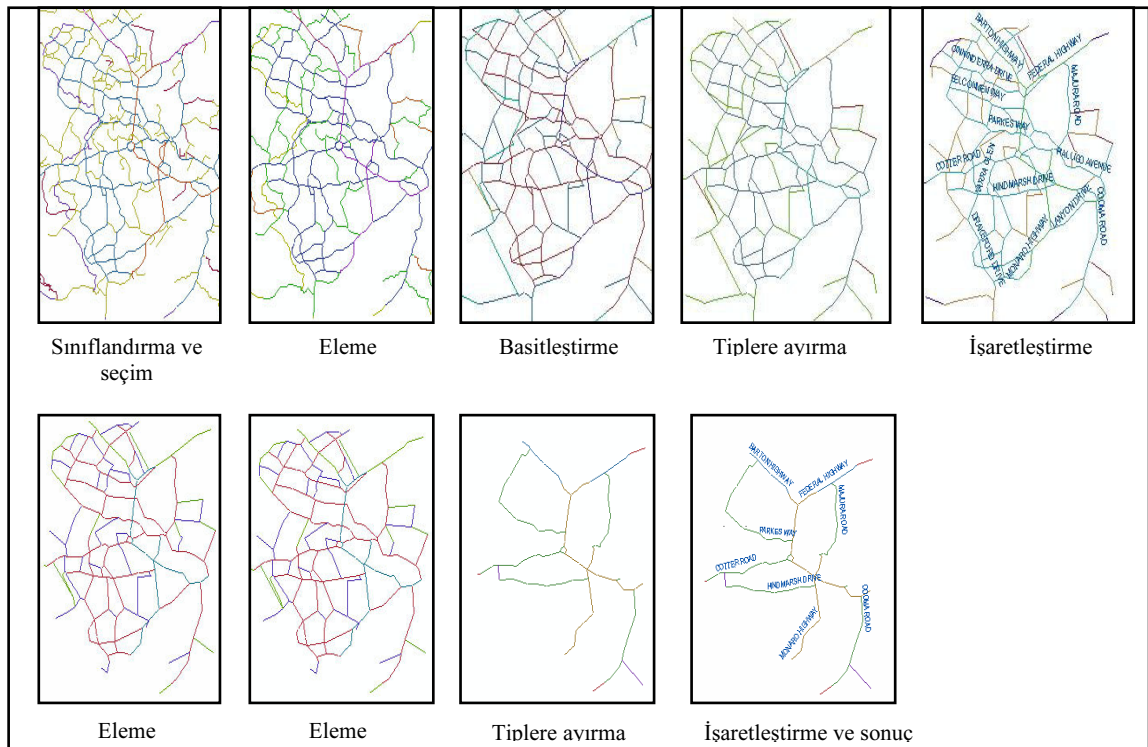 BARTON HIGHWAY
FEDERAL HIGHWAY
BELCONNEN WAY
MAJURA ROAD
PARKES WAY
COTTER ROAD
HINDMARSH DRIVE
COOMA ROAD
MONARO HIGHWAY
Sınıflandırma ve
seçim
Eleme
Basitleştirme
Tiplere ayırma
İşaretleştirme
BARTON HIGHWAY
FEDERAL HIGHWAY
MAJURA ROAD
PARKES WAY
COTTER ROAD
HINDMARSH DRIVE
COOMA ROAD
MONARO HIGHWAY
Eleme
Eleme
Tiplere ayırma
İşaretleştirme ve sonuç